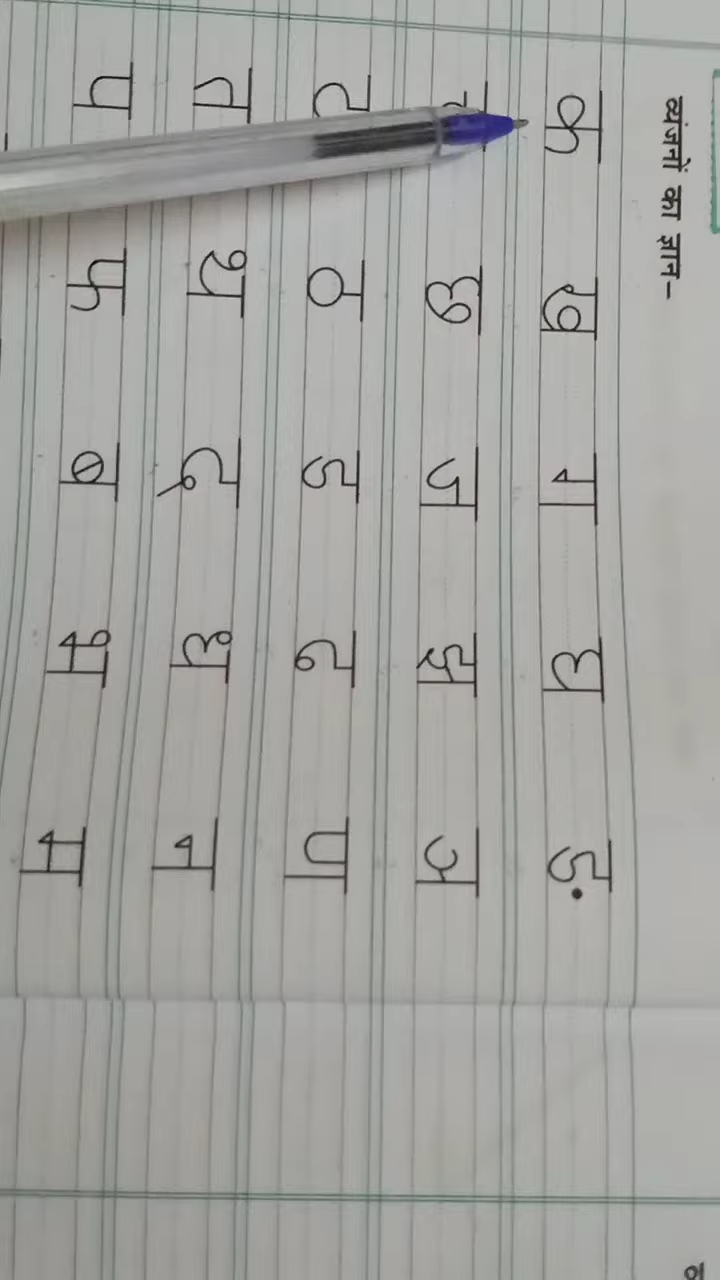 व्यंजनों का ज्ञान-
क ख ग घ ङ
छ ज झ ञ
ट ठ ड ढ ण
त थ द ध न
प फ ब भ म